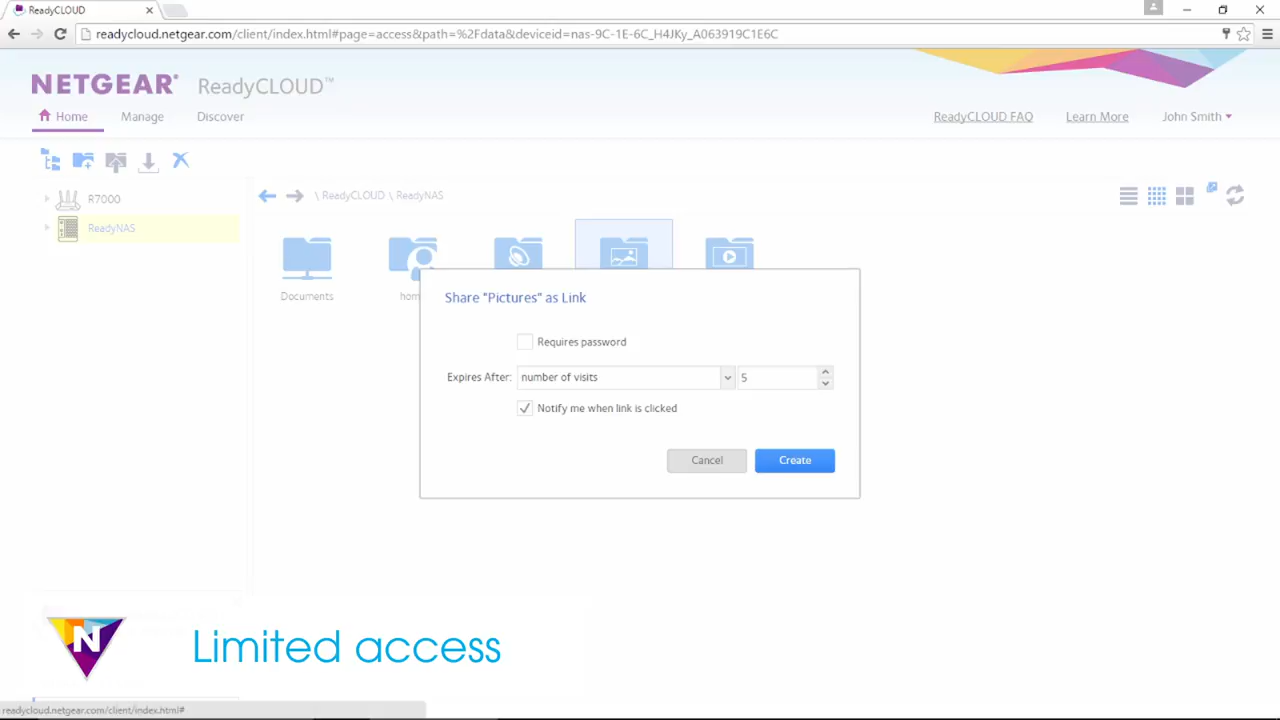 ReadyCLOUD
readycloud.netgear.com/client/index.html#page=access&path=%2Fdata&deviceid=nas-9C-1E-6C_H4JKy_A063919C1E6C
NETGEAR® ReadyCLOUD™
Home Manage Discover
ReadyCLOUD FAQ Learn More John Smith
\ ReadyCLOUD \ ReadyNAS
R7000
ReadyNAS
Documents
hom
Share "Pictures" as Link
Requires password
Expires After: number of visits 5
Notify me when link is clicked
Cancel Create
N Limited access
readycloud.netgear.com/client/index.html#